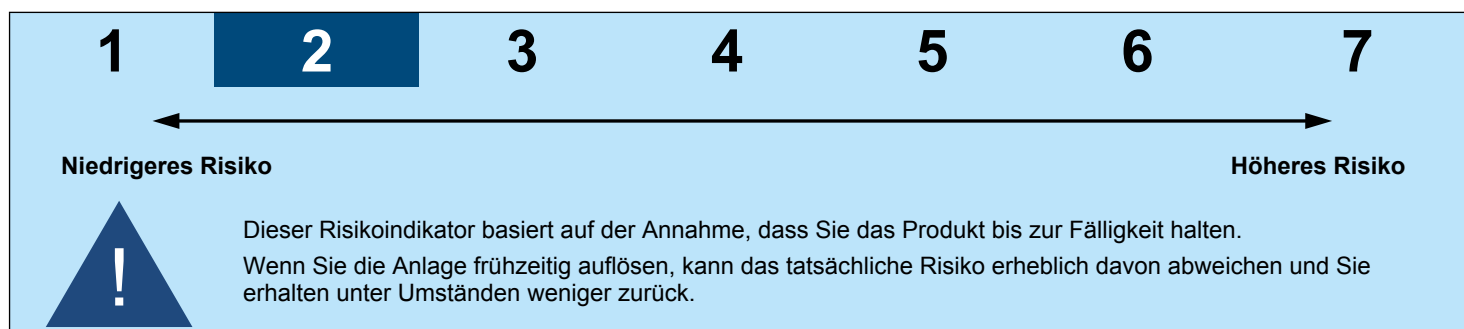 1 2 3 4 5 6 7
Niedrigeres Risiko Höheres Risiko
!
Dieser Risikoindikator basiert auf der Annahme, dass Sie das Produkt bis zur Fälligkeit halten.
Wenn Sie die Anlage frühzeitig auflösen, kann das tatsächliche Risiko erheblich davon abweichen und Sie
erhalten unter Umständen weniger zurück.